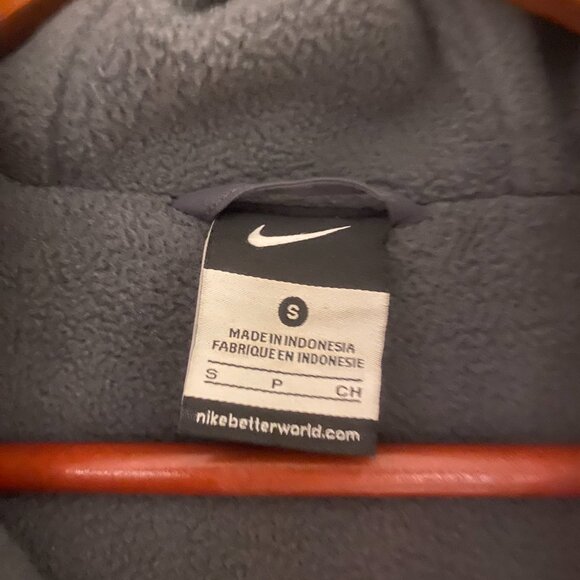 S
MADE IN INDONESIA
FABRIQUE EN INDONESIE
S P CH
nikebetterworld.com